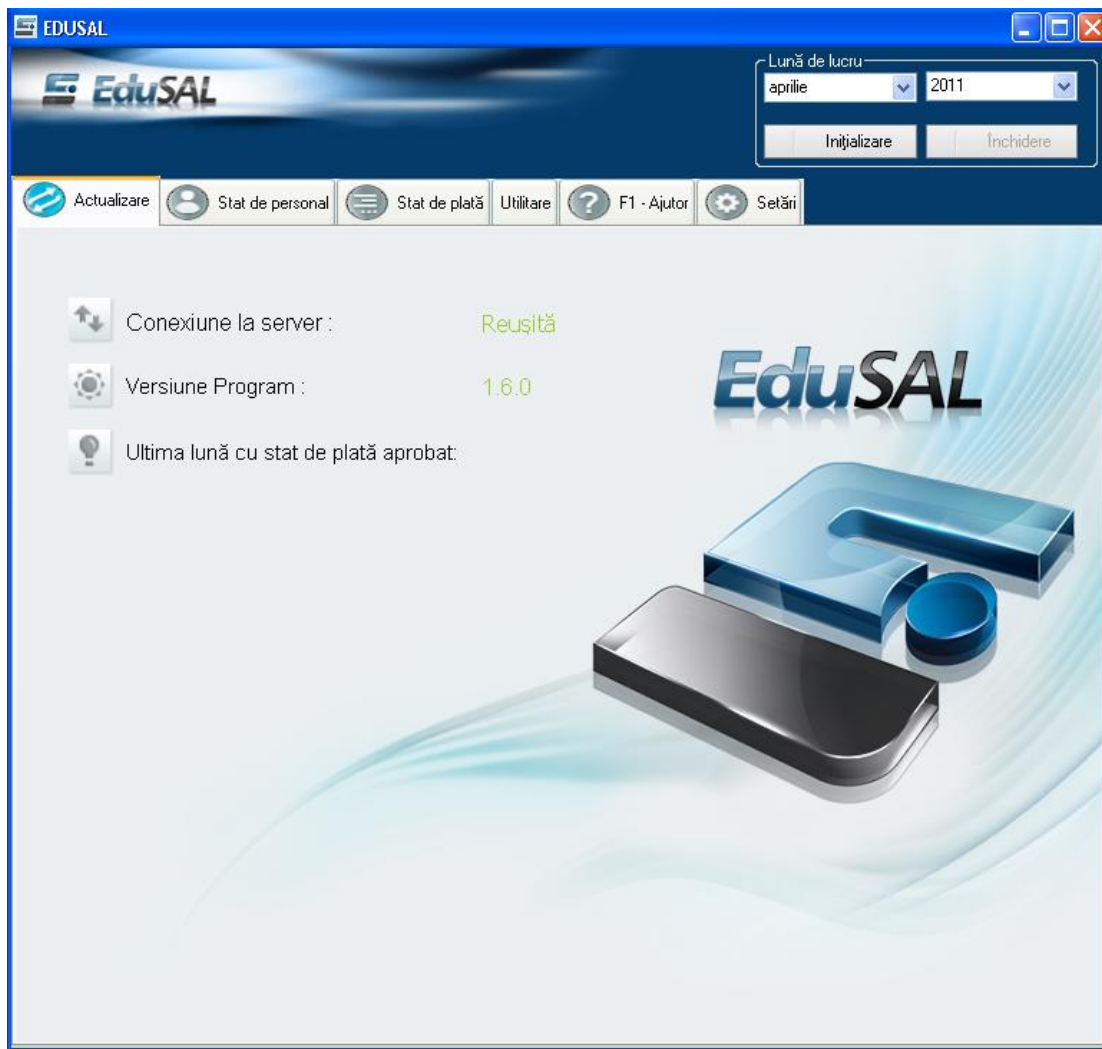 EDUSAL
EduSAL
Lună de lucru
aprilie 2011
Inițializare Închidere
Actualizare Stat de personal Stat de plată Utilitare ? F1 - Ajutor Setări
Conexiune la server : Reușită
Versiune Program : 1.6.0
Ultima lună cu stat de plată aprobat:
EduSAL